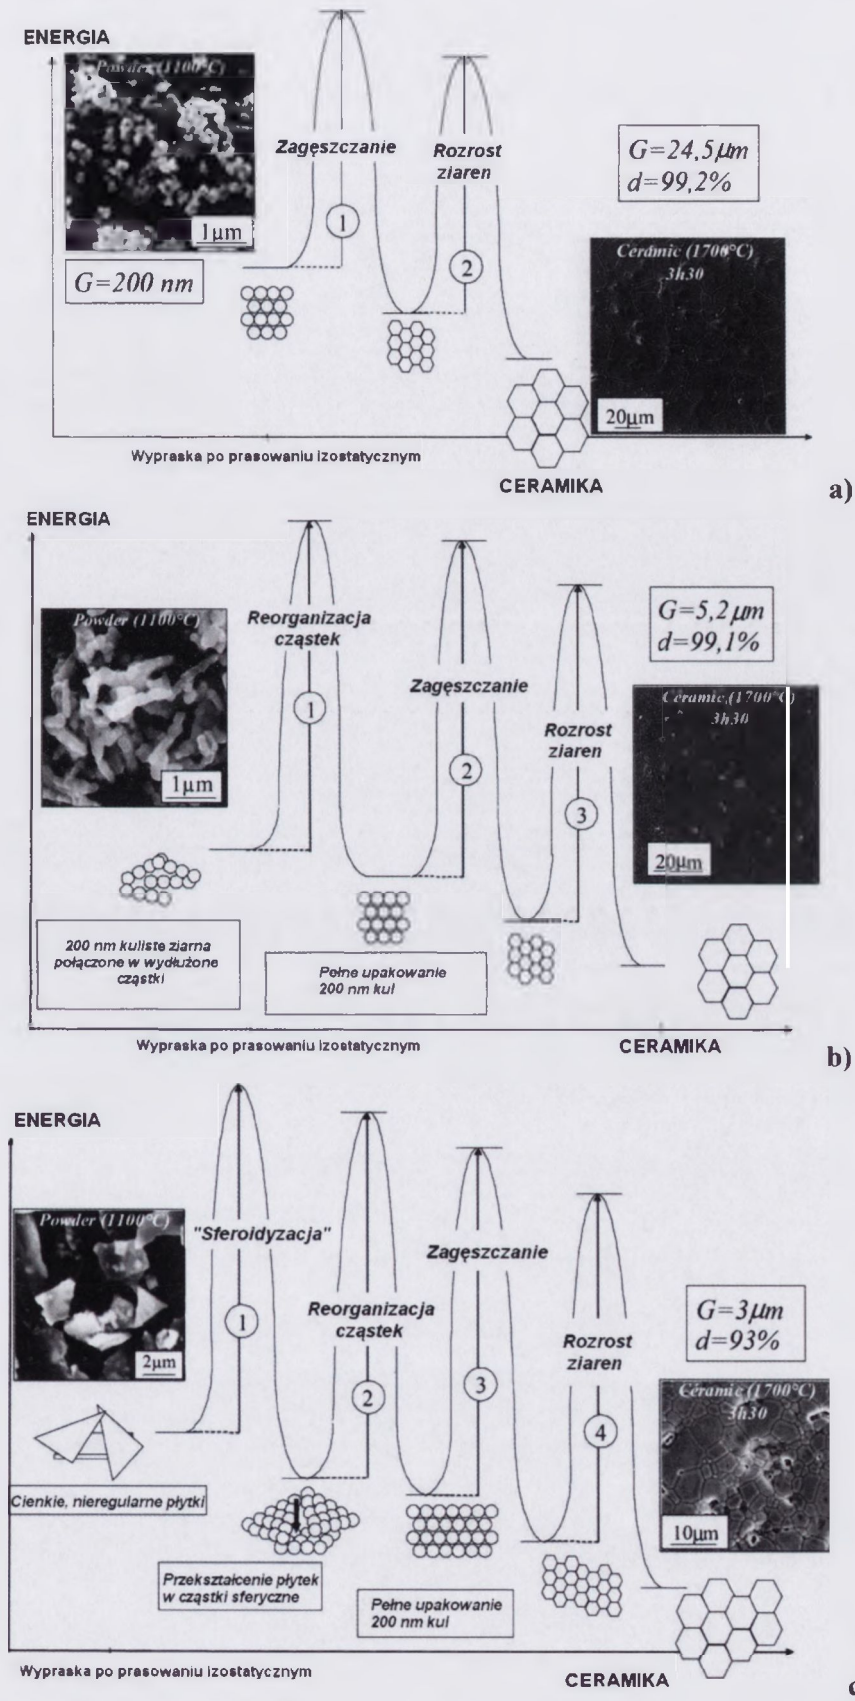 ENERGIA
Powder (1100°C)
1µm
G=200 nm
Zagęszczanie
1
Rozrost
ziaren
2
G=24,5µm
d=99,2%
Ceramic (1700°C)
3h30
20µm
Wypraska po prasowaniu izostatycznym
CERAMIKA
a)
ENERGIA
Powder (1100°C)
1µm
Reorganizacja
cząstek
1
Zagęszczanie
2
Rozrost
ziaren
3
G=5,2µm
d=99,1%
Ceramic (1700°C)
3h30
20µm
200 nm kuliste ziarna
połączone w wydłużone
cząstki
Pełne upakowanie
200 nm kul
Wypraska po prasowaniu izostatycznym
CERAMIKA
b)
ENERGIA
Powder (1100°C)
2µm
"Sferoidyzacja"
1
Reorganizacja
cząstek
2
Zagęszczanie
3
Rozrost
ziaren
4
G=3µm
d=93%
Ceramic (1700°C)
3h30
10µm
Cienkie, nieregularne płytki
Przekształcenie płytek
w cząstki sferyczne
Pełne upakowanie
200 nm kul
Wypraska po prasowaniu izostatycznym
CERAMIKA